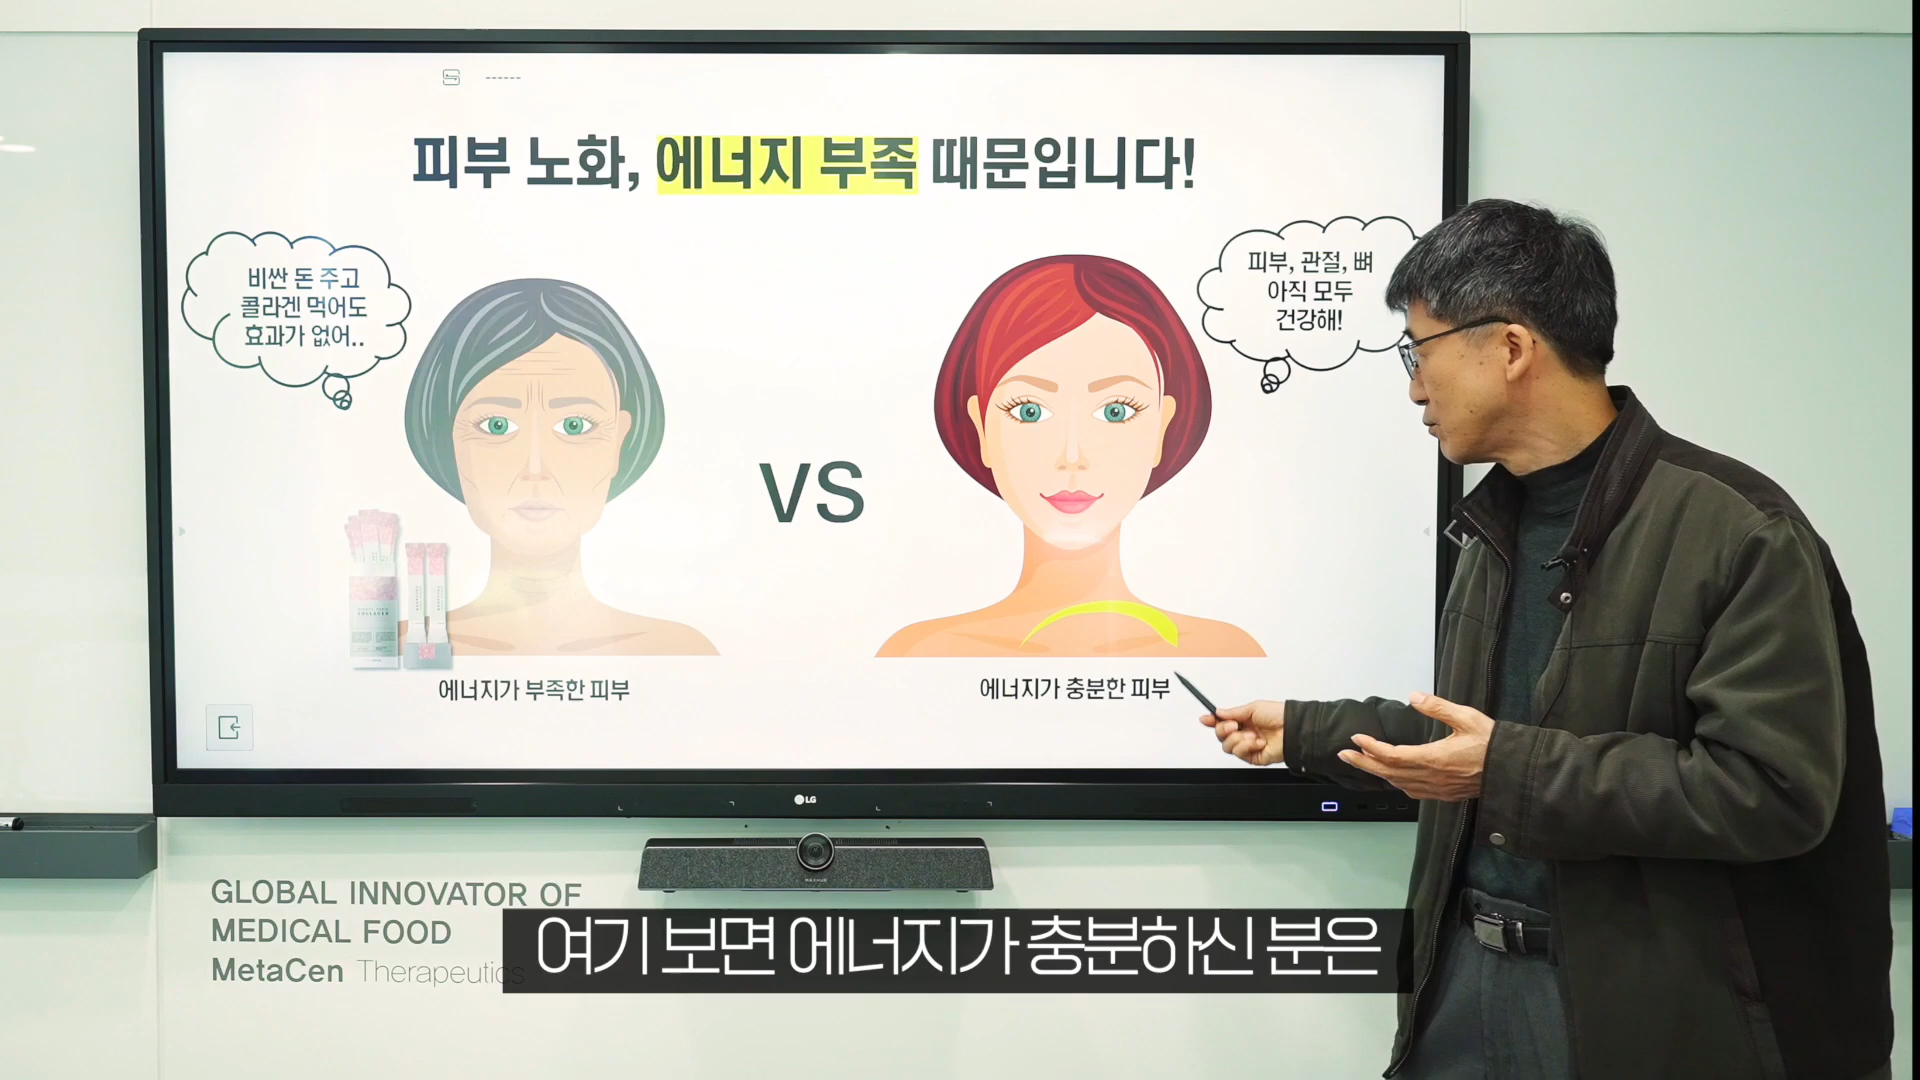 피부 노화, 에너지 부족 때문입니다!
비싼 돈 주고
콜라겐 먹어도
효과가 없어..
피부, 관절, 뼈
아직 모두
건강해!
VS
COLLAGEN
에너지가 부족한 피부
에너지가 충분한 피부
LG
GLOBAL INNOVATOR OF
MEDICAL FOOD
MetaCen Therapeutics
여기 보면 에너지가 충분하신 분은